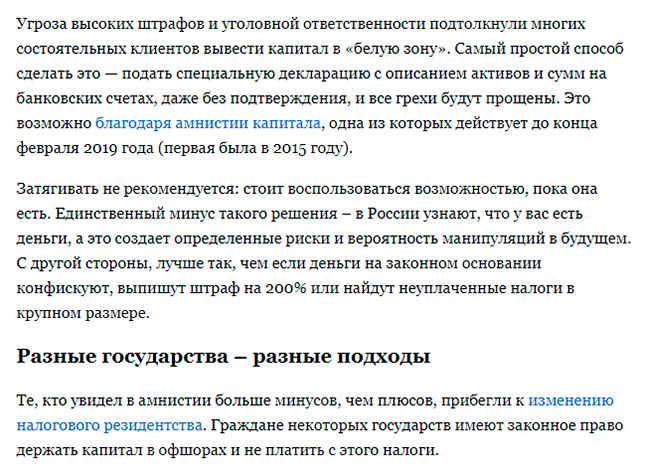 Угроза высоких штрафов и уголовной ответственности подтолкнули многих
состоятельных клиентов вывести капитал в «белую зону». Самый простой способ
сделать это — подать специальную декларацию с описанием активов и сумм на
банковских счетах, даже без подтверждения, и все грехи будут прощены. Это
возможно благодаря амнистии капитала, одна из которых действует до конца
февраля 2019 года (первая была в 2015 году).
Затягивать не рекомендуется: стоит воспользоваться возможностью, пока она
есть. Единственный минус такого решения – в России узнают, что у вас есть
деньги, а это создает определенные риски и вероятность манипуляций в будущем.
С другой стороны, лучше так, чем если деньги на законном основании
конфискуют, выпишут штраф на 200% или найдут неуплаченные налоги в
крупном размере.
Разные государства – разные подходы
Те, кто увидел в амнистии больше минусов, чем плюсов, прибегли к изменению
налогового резидентства. Граждане некоторых государств имеют законное право
держать капитал в офшорах и не платить с этого налоги.